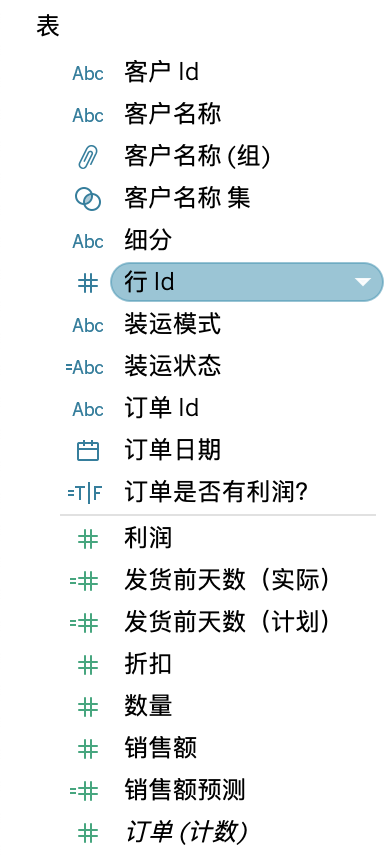 表
Abc 客户 Id
Abc 客户名称
客户名称 (组)
客户名称 集
Abc 细分
# 行 Id
Abc 装运模式
=Abc 装运状态
Abc 订单 Id
订单日期
=T|F 订单是否有利润?
# 利润
=# 发货前天数（实际）
=# 发货前天数（计划）
# 折扣
# 数量
# 销售额
=# 销售额预测
# 订单 (计数)